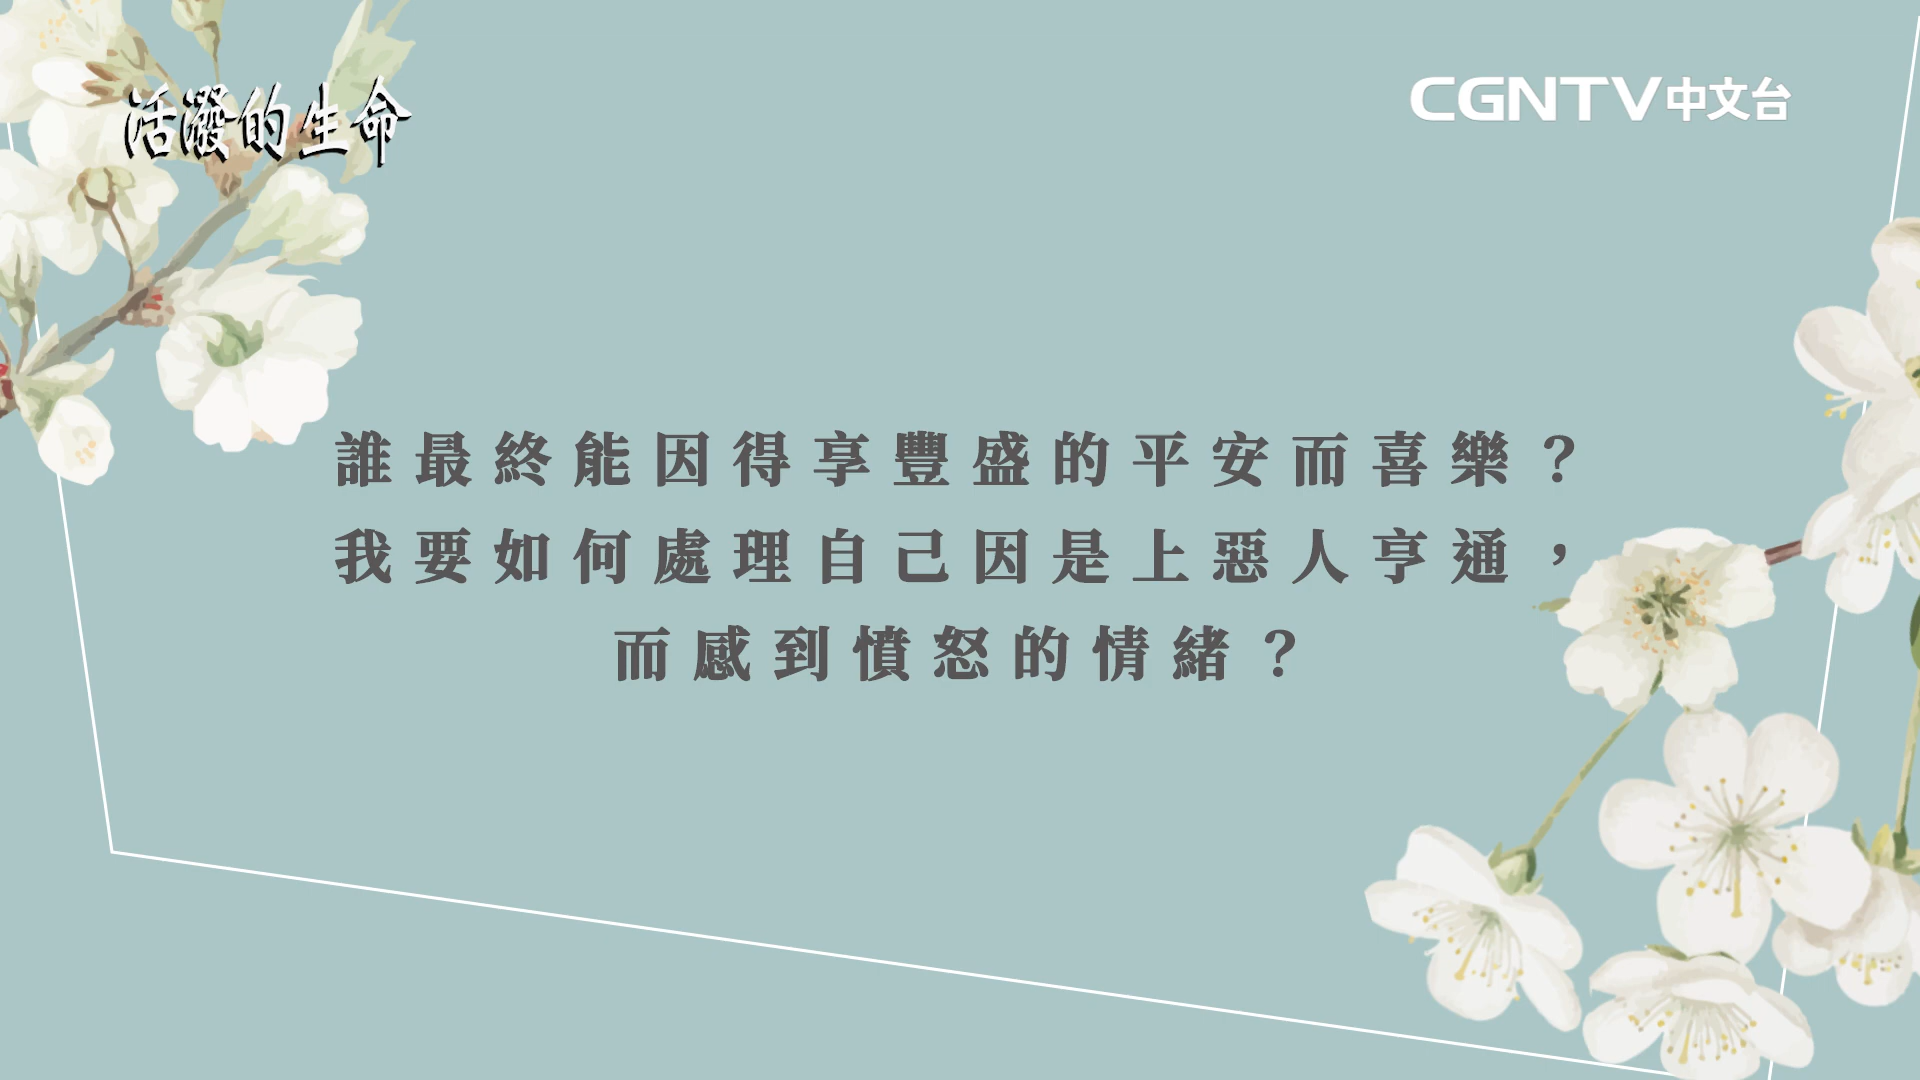 活潑的生命
CGNTV中文台
誰最終能因得享豐盛的平安而喜樂？
我要如何處理自己因是上惡人亨通，
而感到憤怒的情緒？